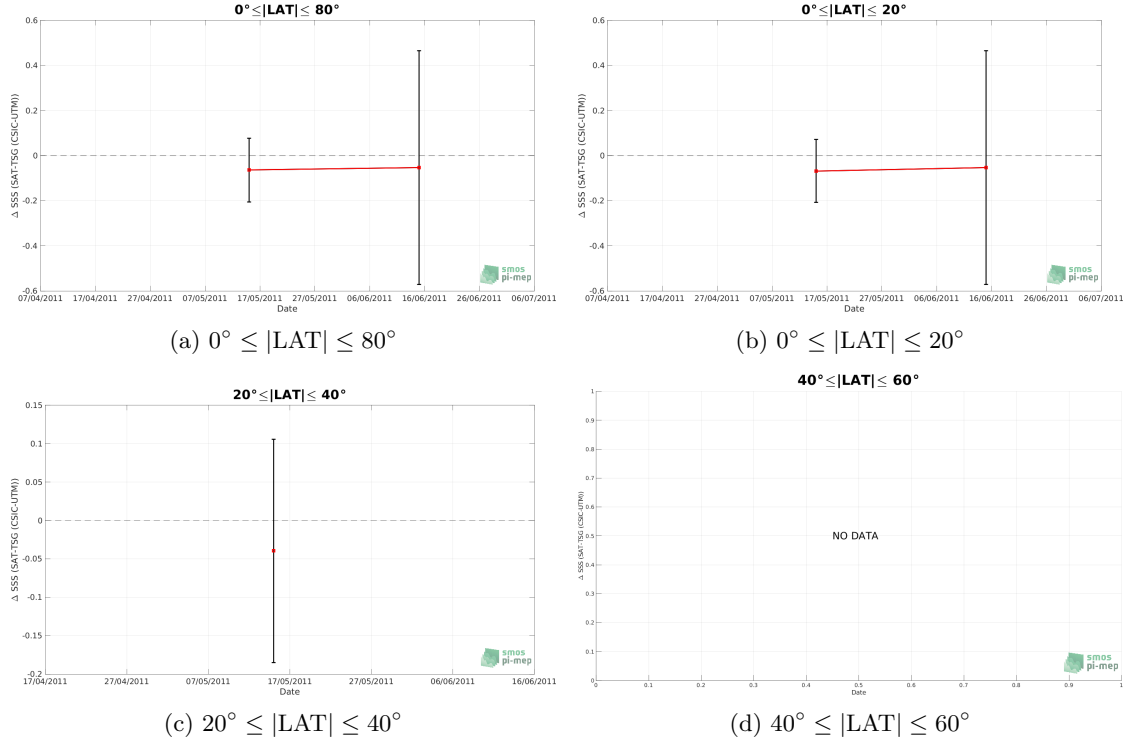 0°≤|LAT|≤ 80°
0.6
0.4
0.2
0
-0.2
-0.4
-0.6
Δ SSS (SAT-TSG (CSIC-UTM))
07/04/2011 17/04/2011 27/04/2011 07/05/2011 17/05/2011 27/05/2011 06/06/2011 16/06/2011 26/06/2011 06/07/2011
Date
smos
pi-mep
(a) 0° ≤ |LAT| ≤ 80°
0°≤|LAT|≤ 20°
0.6
0.4
0.2
0
-0.2
-0.4
-0.6
Δ SSS (SAT-TSG (CSIC-UTM))
07/04/2011 17/04/2011 27/04/2011 07/05/2011 17/05/2011 27/05/2011 06/06/2011 16/06/2011 26/06/2011 06/07/2011
Date
smos
pi-mep
(b) 0° ≤ |LAT| ≤ 20°
20°≤|LAT|≤ 40°
0.15
0.1
0.05
0
-0.05
-0.1
-0.15
-0.2
Δ SSS (SAT-TSG (CSIC-UTM))
17/04/2011 27/04/2011 07/05/2011 17/05/2011 27/05/2011 06/06/2011 16/06/2011
Date
smos
pi-mep
(c) 20° ≤ |LAT| ≤ 40°
40°≤|LAT|≤ 60°
1
0.9
0.8
0.7
0.6
0.5
0.4
0.3
0.2
0.1
0
Δ SSS (SAT-TSG (CSIC-UTM))
NO DATA
0 0.1 0.2 0.3 0.4 0.5 0.6 0.7 0.8 0.9 1
Date
smos
pi-mep
(d) 40° ≤ |LAT| ≤ 60°